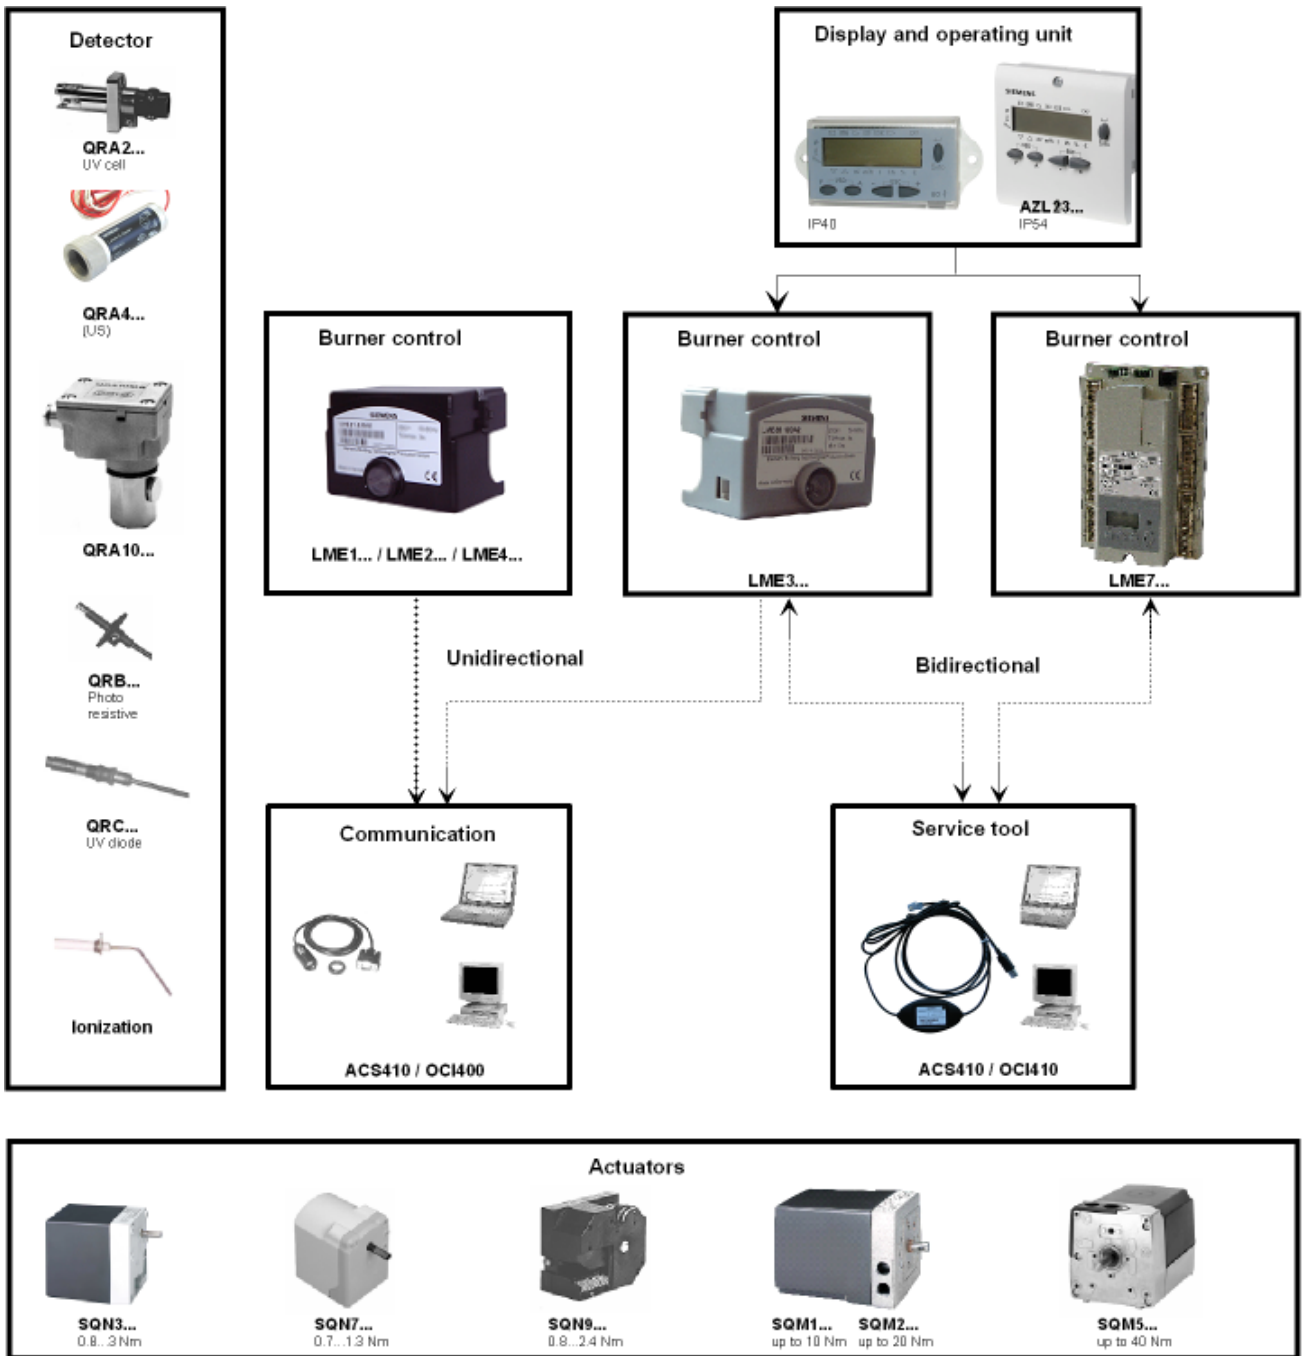 Detector
QRA2...
UV cell
QRA4...
(US)
QRA10...
QRB...
Photo
resistive
QRC...
UV diode
Ionization
Display and operating unit
SIEMENS
IP40
AZL23...
IP54
Burner control
SIEMENS
LME1... / LME2... / LME4...
Burner control
SIEMENS
LME3...
Burner control
LME7...
Unidirectional
Bidirectional
Communication
ACS410 / OCI400
Service tool
ACS410 / OCI410
Actuators
SQN3...
0.8...3 Nm
SQN7...
0.7...1.3 Nm
SQN9...
0.8...2.4 Nm
SQM1...
up to 10 Nm
SQM2...
up to 20 Nm
SQM5...
up to 40 Nm